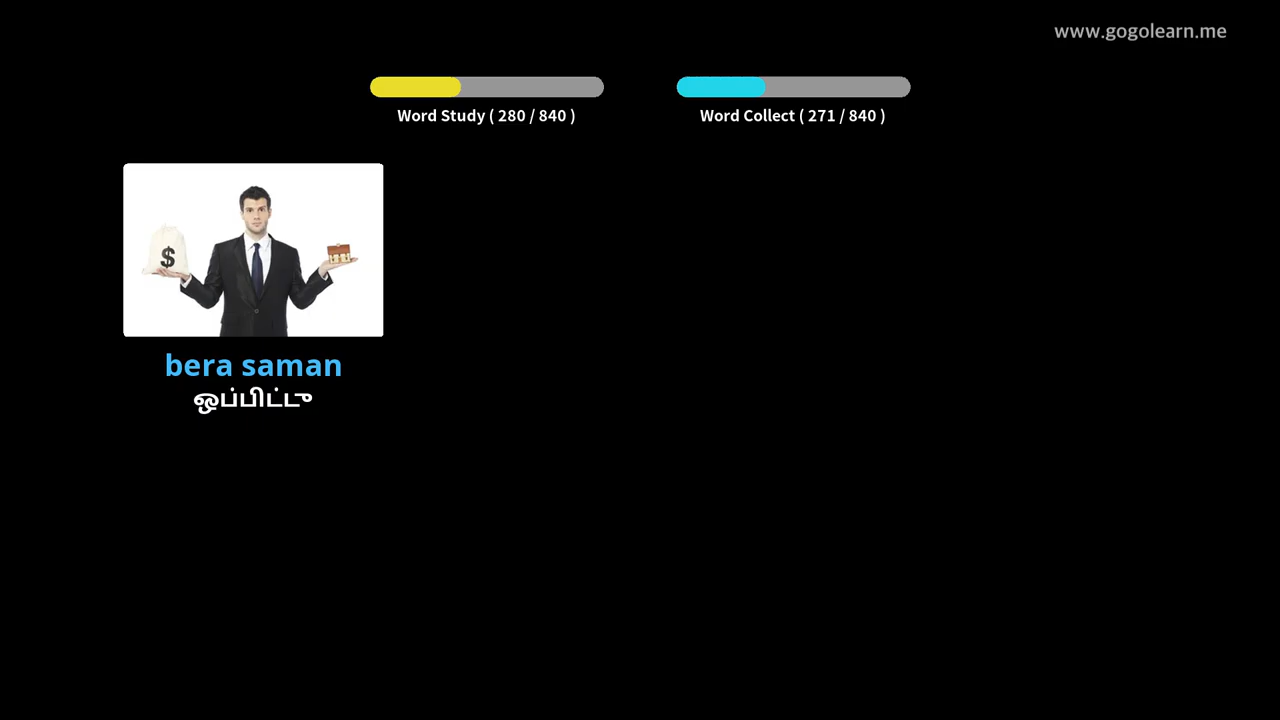 www.gogolearn.me
Word Study ( 280 / 840 )
Word Collect ( 271 / 840 )
$
bera saman
ஒப்பிட்டு